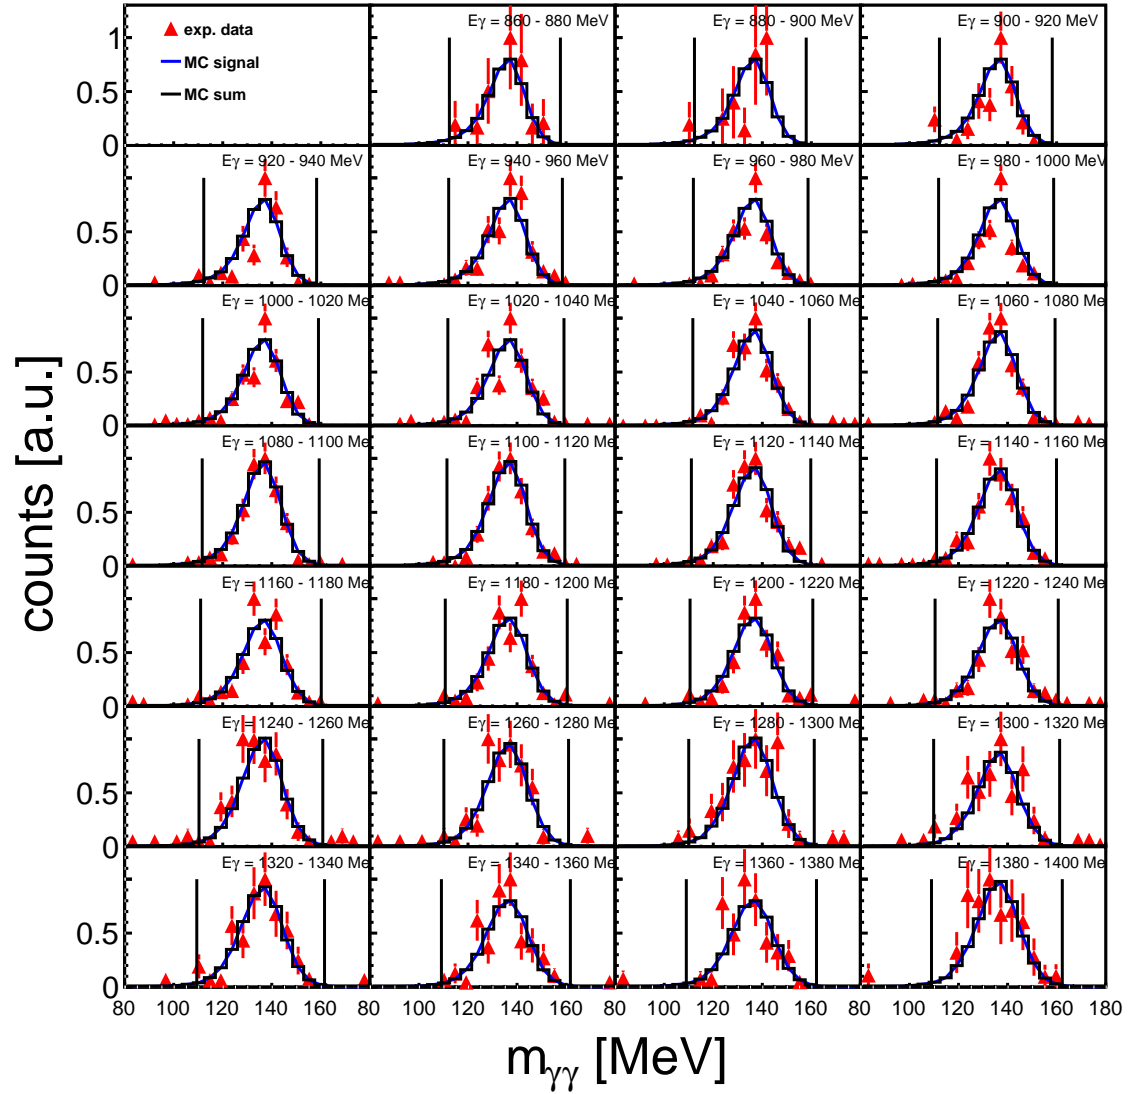 exp. data
MC signal
MC sum
Eγ = 860 - 880 MeV
Eγ = 880 - 900 MeV
Eγ = 900 - 920 MeV
1
0.5
0
Eγ = 920 - 940 MeV
Eγ = 940 - 960 MeV
Eγ = 960 - 980 MeV
Eγ = 980 - 1000 MeV
0.5
0
Eγ = 1000 - 1020 Me
Eγ = 1020 - 1040 Me
Eγ = 1040 - 1060 Me
Eγ = 1060 - 1080 Me
0.5
0
Eγ = 1080 - 1100 Me
Eγ = 1100 - 1120 Me
Eγ = 1120 - 1140 Me
Eγ = 1140 - 1160 Me
0.5
0
Eγ = 1160 - 1180 Me
Eγ = 1180 - 1200 Me
Eγ = 1200 - 1220 Me
Eγ = 1220 - 1240 Me
0.5
0
Eγ = 1240 - 1260 Me
Eγ = 1260 - 1280 Me
Eγ = 1280 - 1300 Me
Eγ = 1300 - 1320 Me
0.5
0
Eγ = 1320 - 1340 Me
Eγ = 1340 - 1360 Me
Eγ = 1360 - 1380 Me
Eγ = 1380 - 1400 Me
0.5
0
80 100 120 140 160 80 100 120 140 160 80 100 120 140 160 80 100 120 140 160 180
counts [a.u.]
mγγ [MeV]